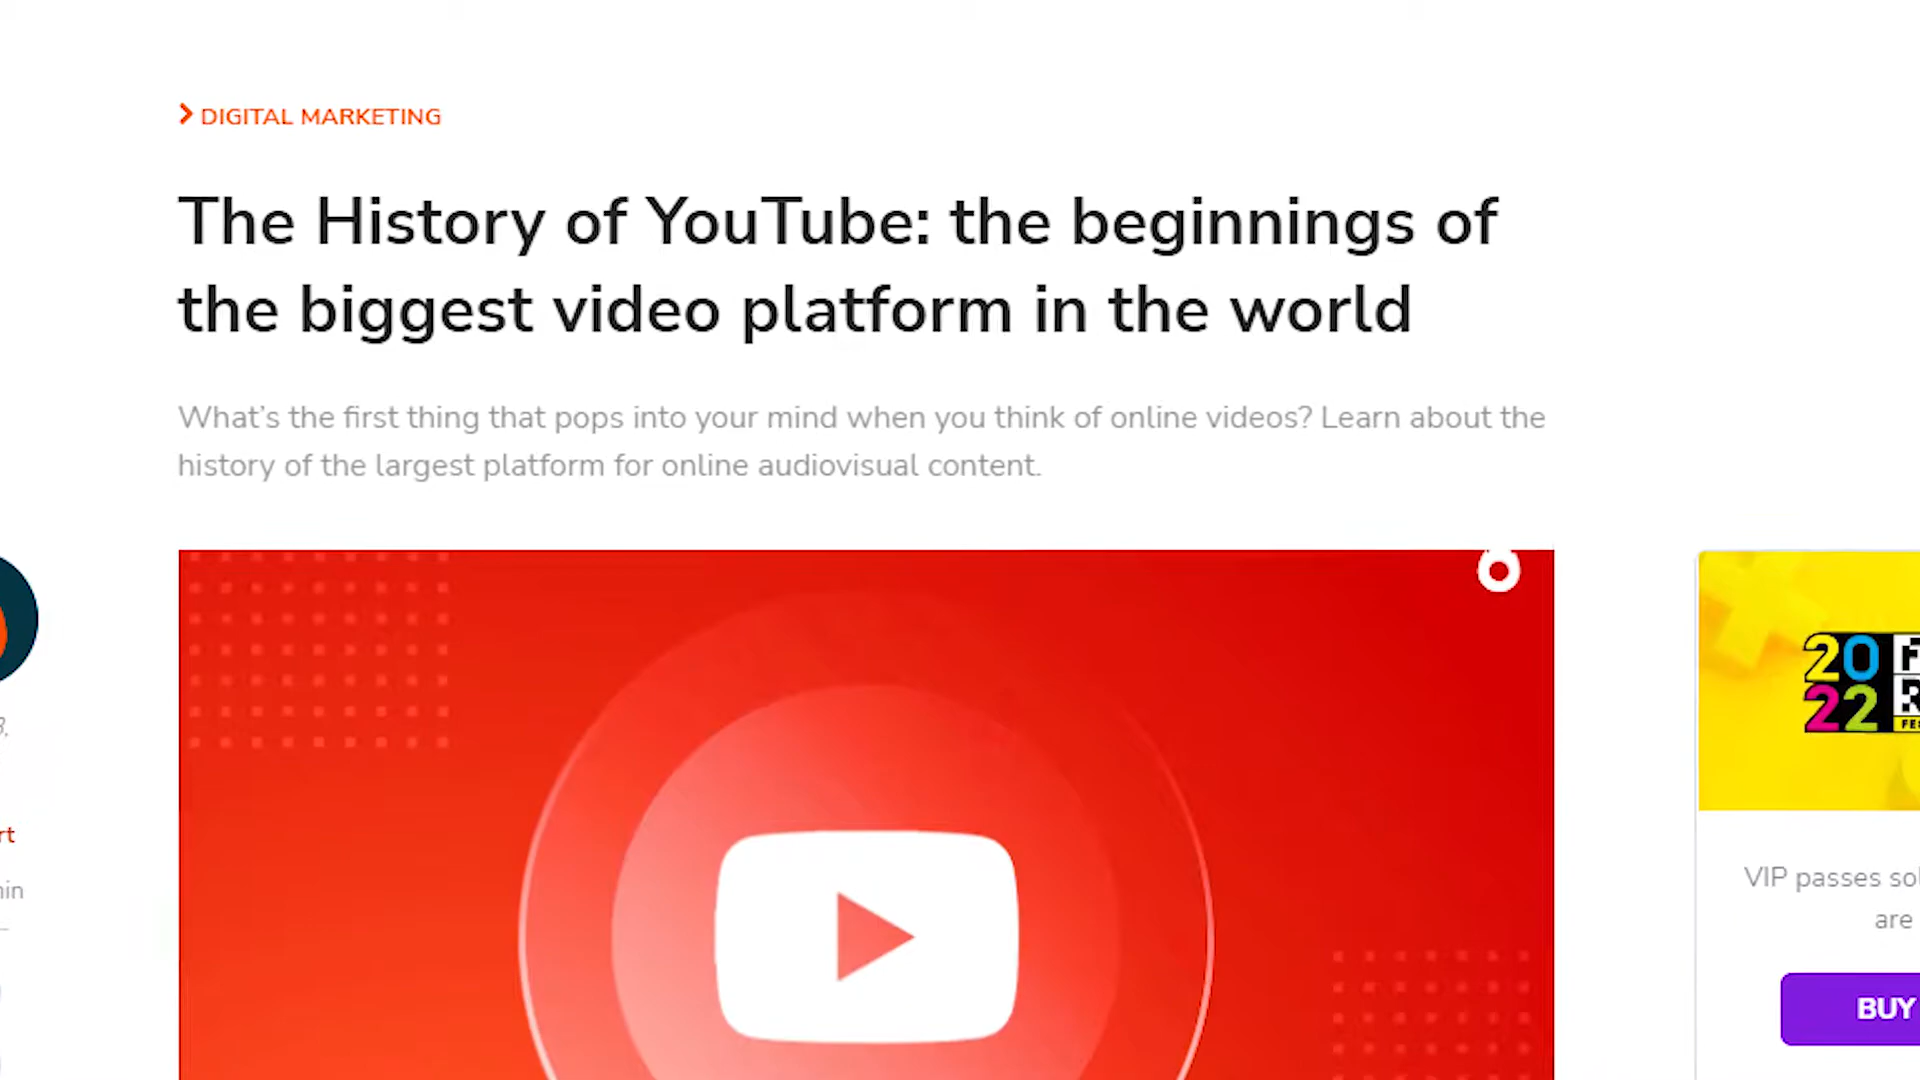 DIGITAL MARKETING
The History of YouTube: the beginnings of
the biggest video platform in the world
What's the first thing that pops into your mind when you think of online videos? Learn about the
history of the largest platform for online audiovisual content.
2022
VIP passes
are
BUY